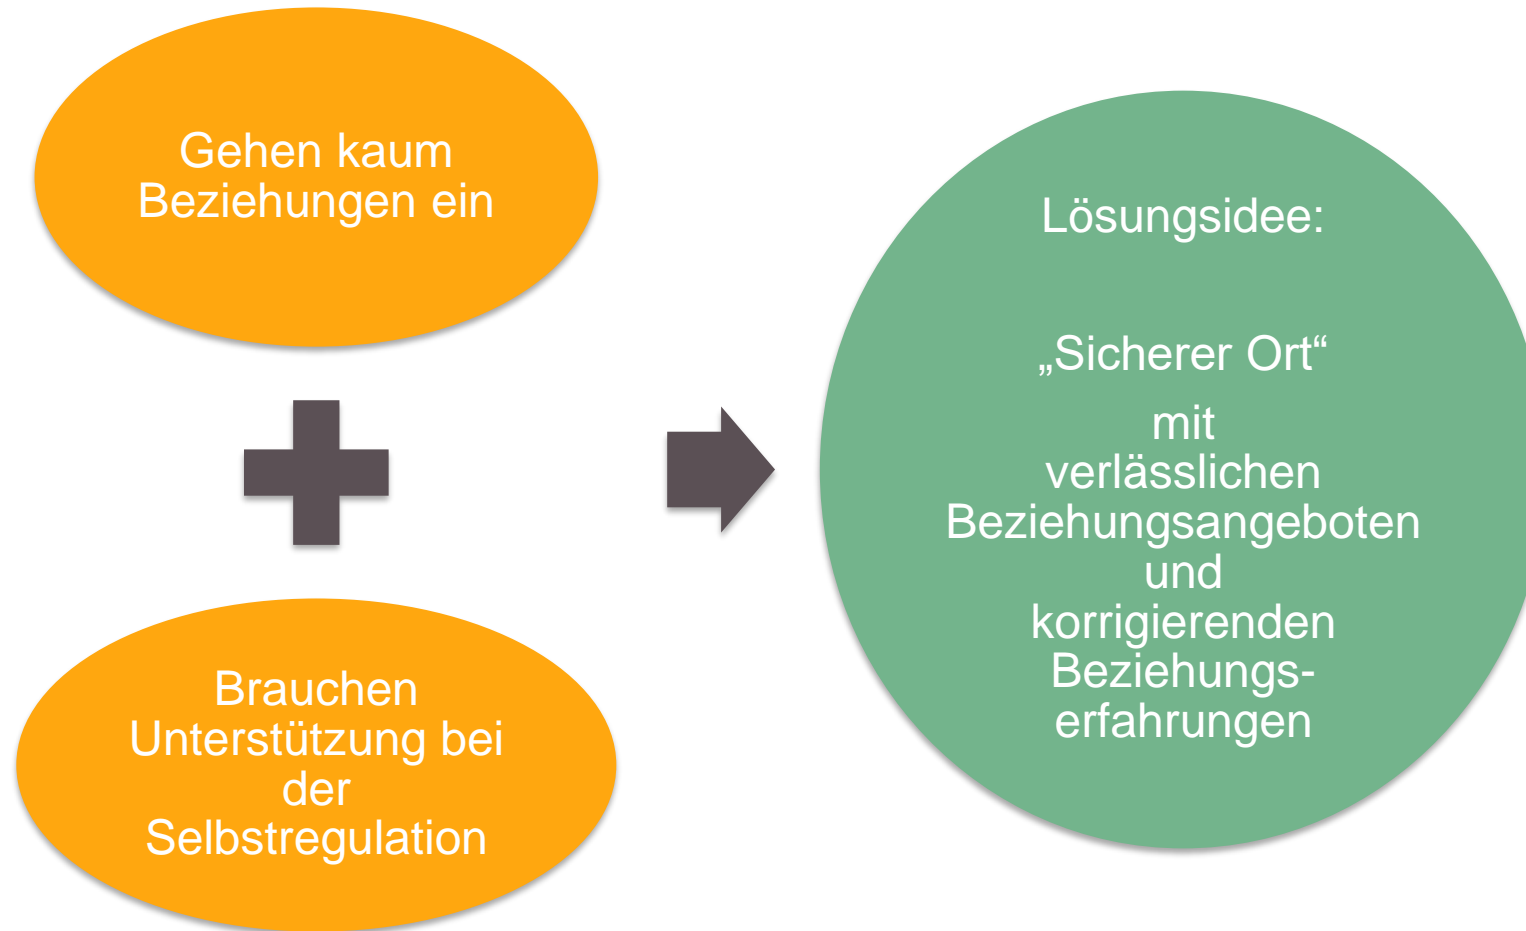 Gehen kaum
Beziehungen ein
Brauchen
Unterstützung bei
der
Selbstregulation
Lösungsidee:
„Sicherer Ort“
mit
verlässlichen
Beziehungsangeboten
und
korrigierenden
Beziehungs-
erfahrungen